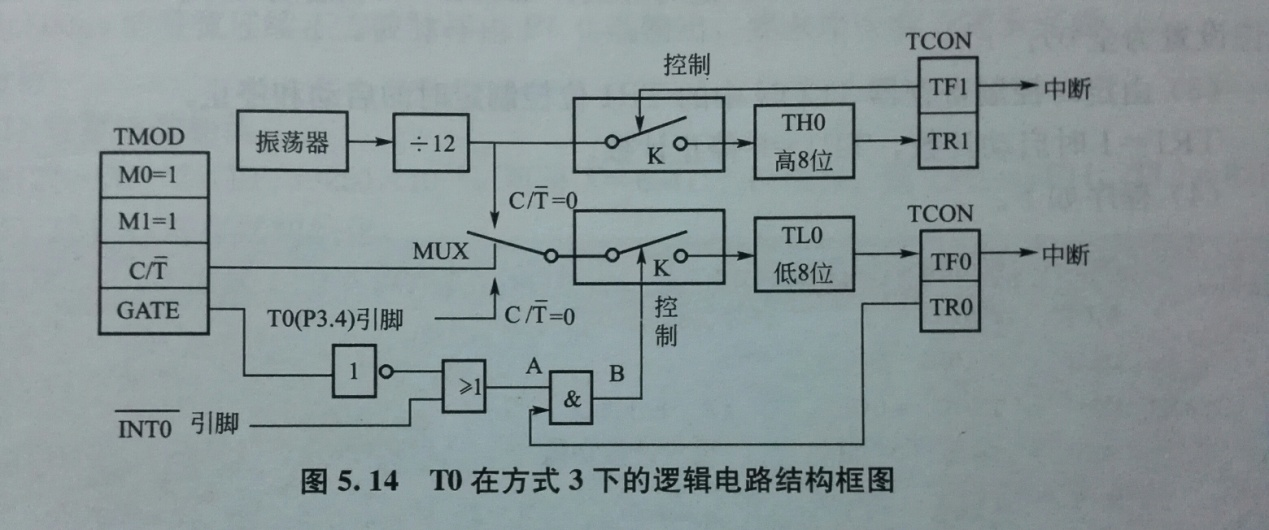 TCON
控制
TF1
中断
TMOD
振荡器
÷12
K
TH0
高8位
TR1
M0=1
M1=1
C/T̅=0
TCON
MUX
K
TL0
低8位
TF0
中断
C/T̅
GATE
T0(P3.4)引脚
C/T̅=0
控
制
TR0
1
≥1
A
&
B
I̅N̅T̅0̅ 引脚
图 5.14 T0 在方式 3 下的逻辑电路结构框图